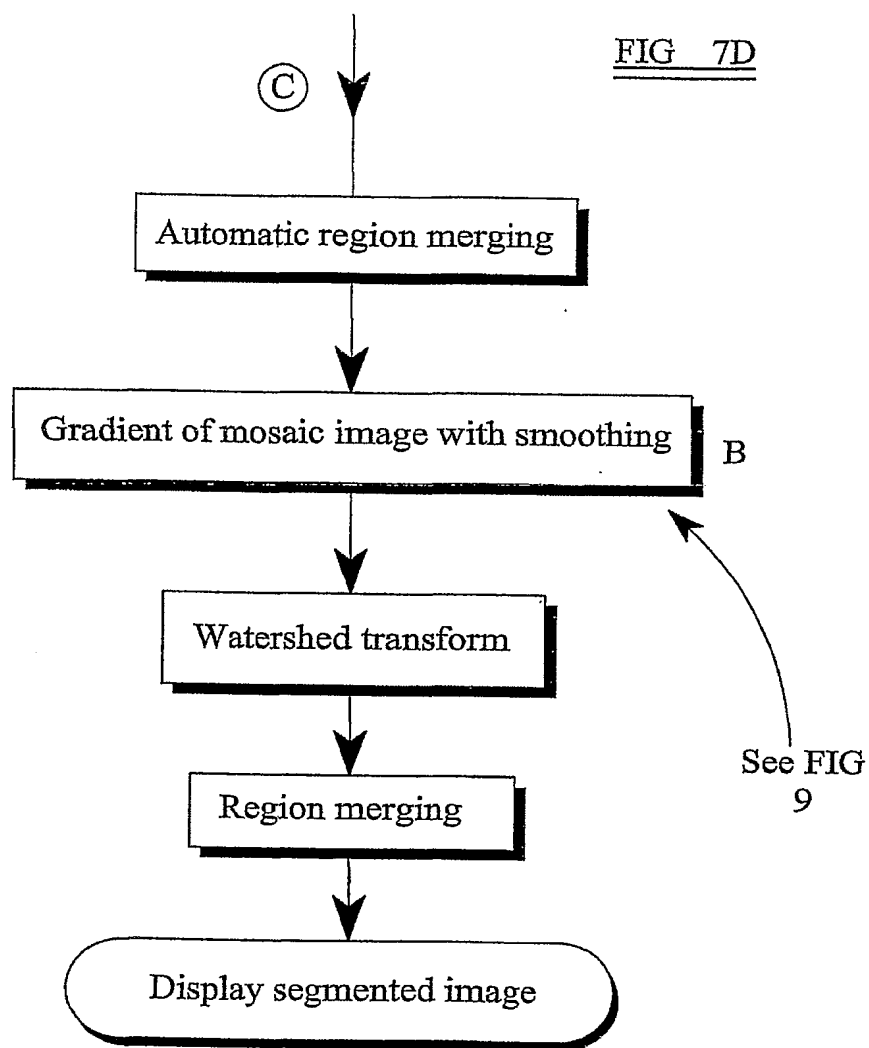 FIG 7D
C
Automatic region merging
Gradient of mosaic image with smoothing
B
Watershed transform
See FIG
9
Region merging
Display segmented image